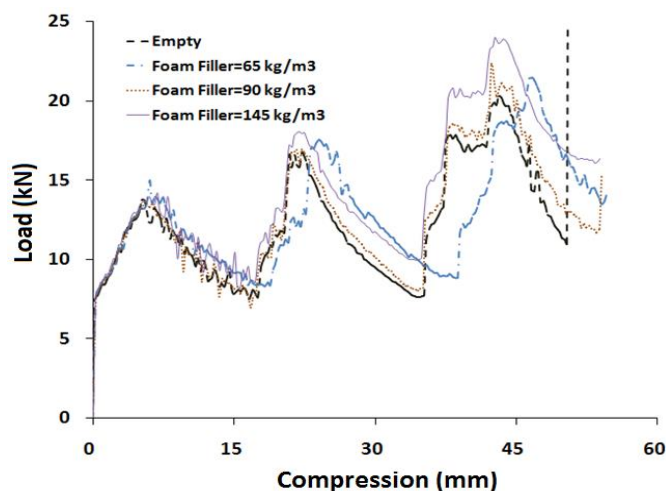 Empty
Foam Filler=65 kg/m3
Foam Filler=90 kg/m3
Foam Filler=145 kg/m3
25
20
15
10
5
0
Load (kN)
0 15 30 45 60
Compression (mm)